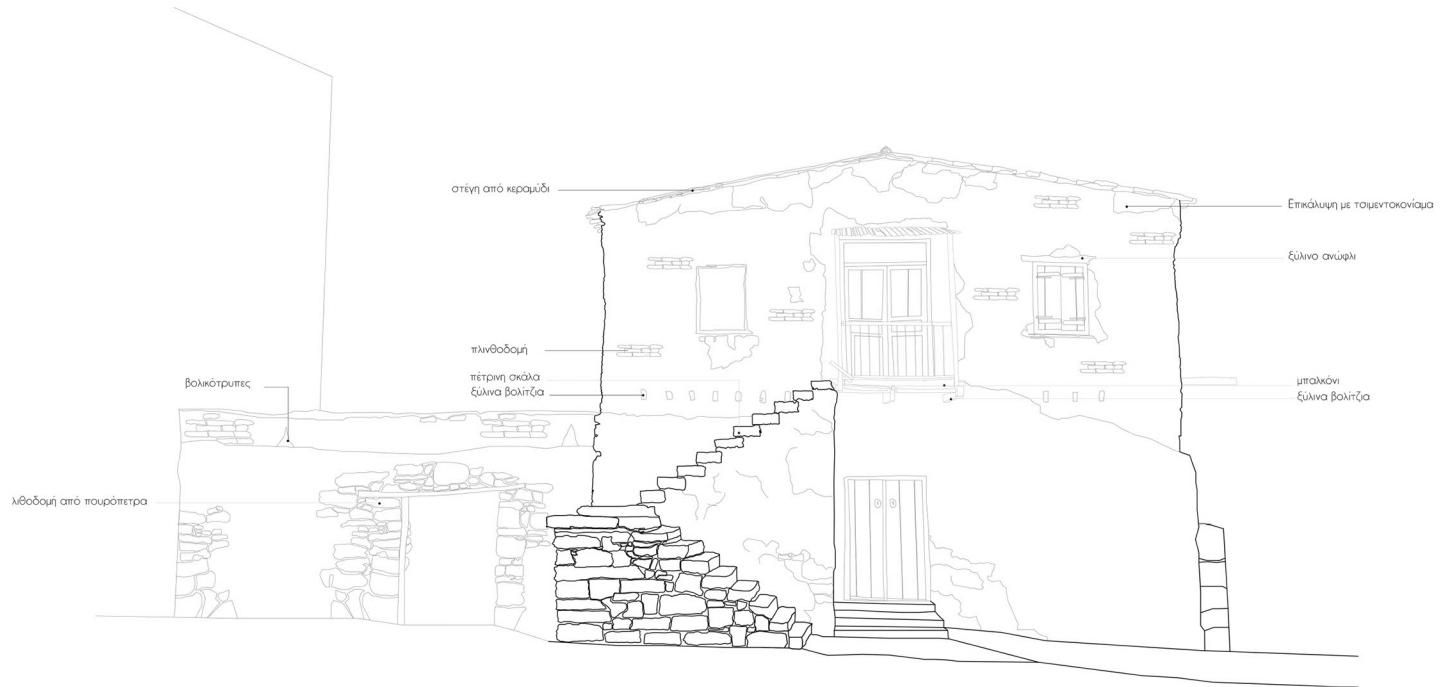 στέγη από κεραμύδι
Επικάλυψη με τσιμεντοκονίαμα
ξύλινο ανώφλι
πλινθοδομή
πέτρινη σκάλα
ξύλινα βολίτζια
βολικότρυπες
μπαλκόνι
ξύλινα βολίτζια
λιθοδομή από πουρόπετρα